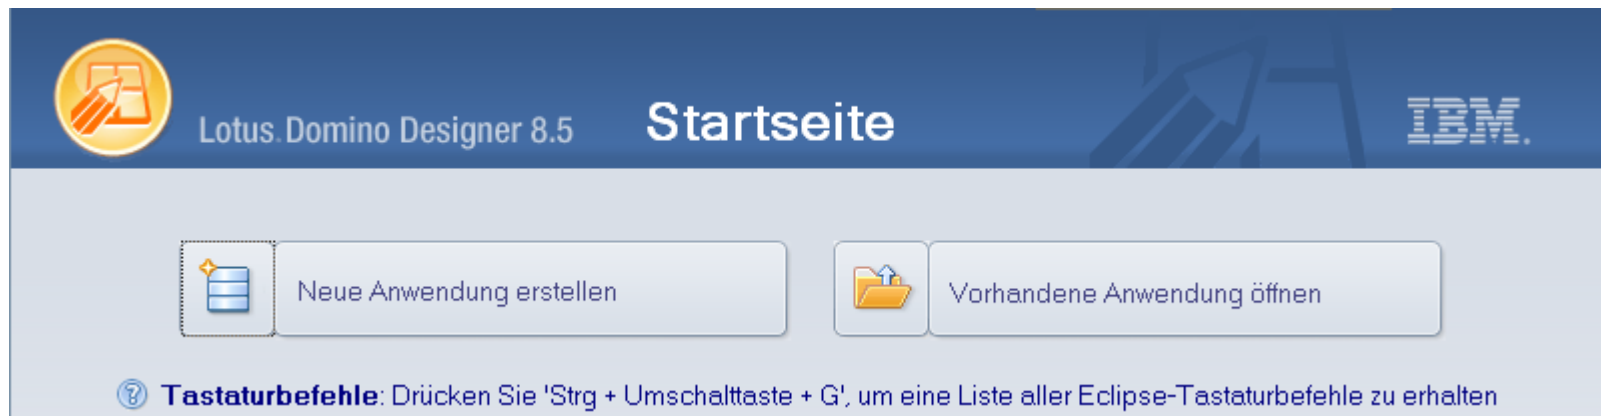 Lotus. Domino Designer 8.5 Startseite IBM.
Neue Anwendung erstellen Vorhandene Anwendung öffnen
Tastaturbefehle: Drücken Sie 'Strg + Umschalttaste + G', um eine Liste aller Eclipse-Tastaturbefehle zu erhalten